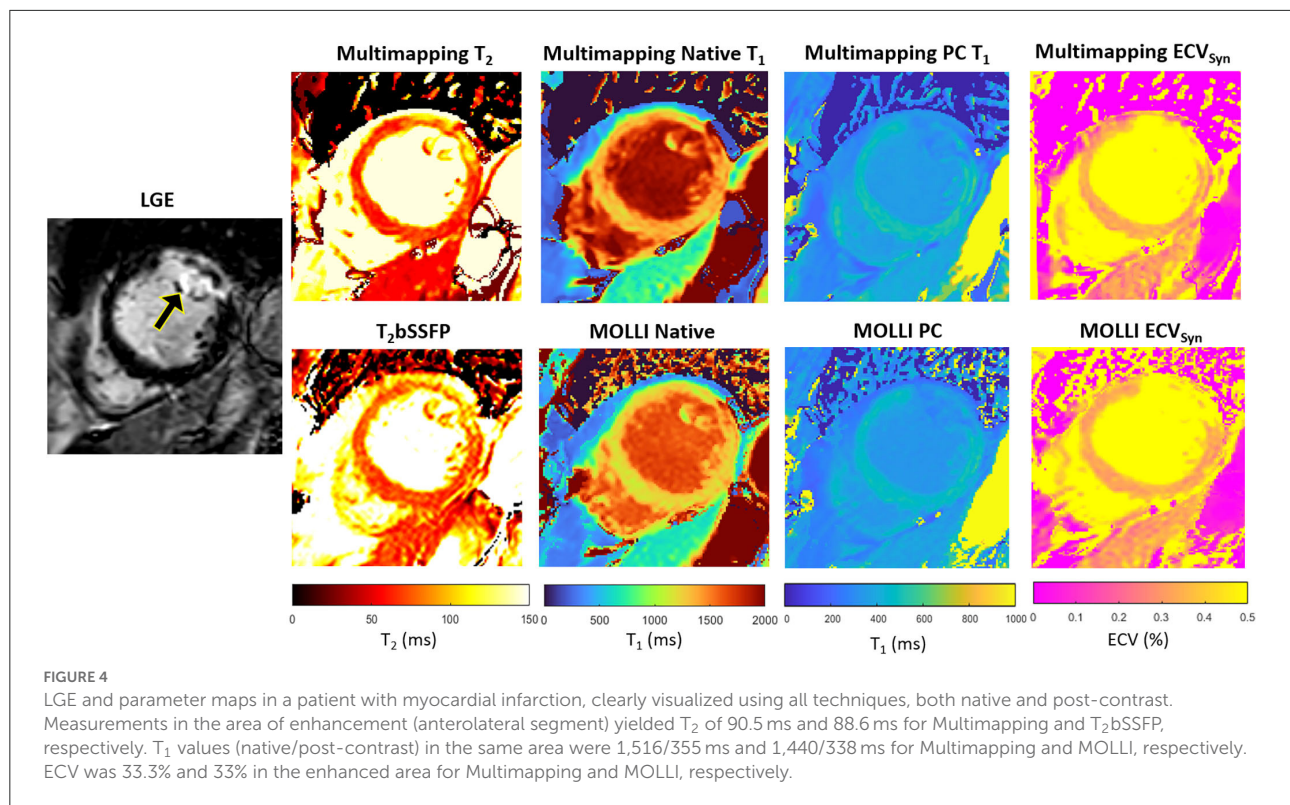 Multimapping T₂
Multimapping Native T₁
Multimapping PC T₁
Multimapping ECV_Syn
LGE
T₂bSSFP
MOLLI Native
MOLLI PC
MOLLI ECV_Syn
0 50 100 150
T₂ (ms)
0 500 1000 1500 2000
T₁ (ms)
0 200 400 600 800 1000
T₁ (ms)
0 0.1 0.2 0.3 0.4 0.5
ECV (%)
FIGURE 4
LGE and parameter maps in a patient with myocardial infarction, clearly visualized using all techniques, both native and post-contrast.
Measurements in the area of enhancement (anterolateral segment) yielded T₂ of 90.5 ms and 88.6 ms for Multimapping and T₂bSSFP,
respectively. T₁ values (native/post-contrast) in the same area were 1,516/355 ms and 1,440/338 ms for Multimapping and MOLLI, respectively.
ECV was 33.3% and 33% in the enhanced area for Multimapping and MOLLI, respectively.